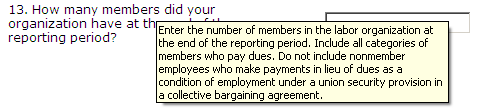 13. How many members did your
organization have at the end of the
reporting period?
Enter the number of members in the labor organization at
the end of the reporting period. Include all categories of
members who pay dues. Do not include nonmember
employees who make payments in lieu of dues as a
condition of employment under a union security provision in
a collective bargaining agreement.